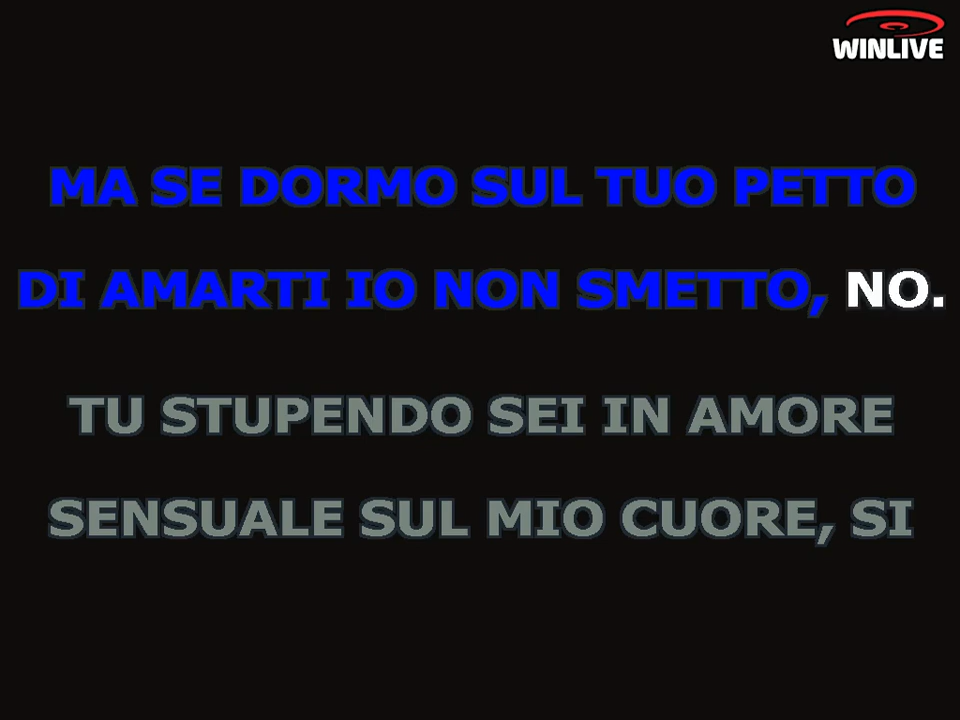 WINLIVE
MA SE DORMO SUL TUO PETTO
DI AMARTI IO NON SMETTO, NO.
TU STUPENDO SEI IN AMORE
SENSUALE SUL MIO CUORE, SI